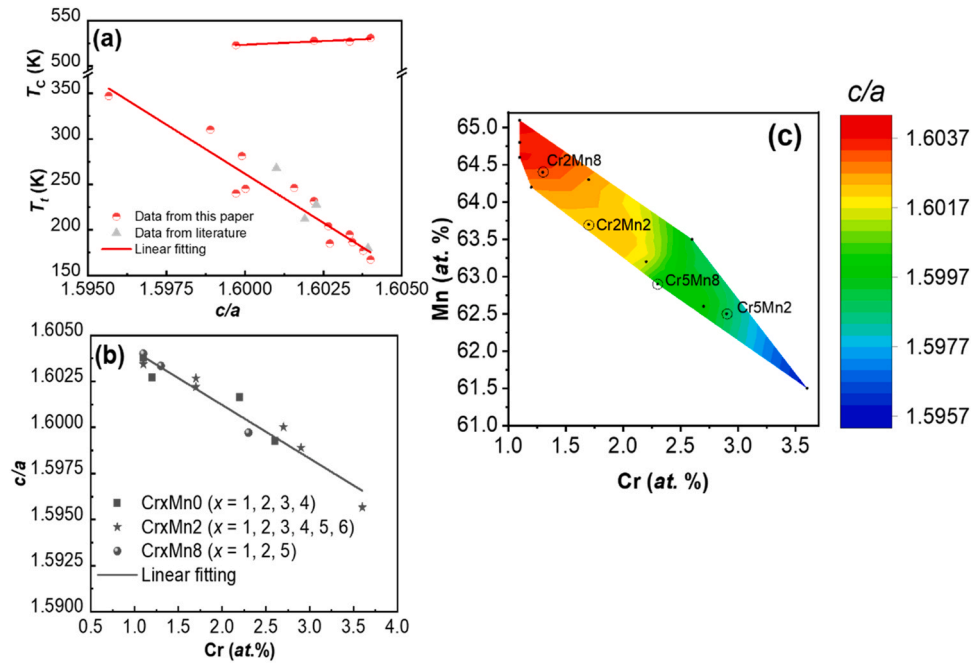 (a)
550
525
350
300
250
200
150
T_C (K)
T_t (K)
Data from this paper
Data from literature
Linear fitting
1.5950
1.5975
1.6000
1.6025
1.6050
c/a
(b)
1.6050
1.6025
1.6000
1.5975
1.5950
1.5925
1.5900
c/a
CrxMn0 (x = 1, 2, 3, 4)
CrxMn2 (x = 1, 2, 3, 4, 5, 6)
CrxMn8 (x = 1, 2, 5)
Linear fitting
0.5
1.0
1.5
2.0
2.5
3.0
3.5
4.0
Cr (at.%)
(c)
65.0
64.5
64.0
63.5
63.0
62.5
62.0
61.5
61.0
Mn (at. %)
Cr2Mn8
Cr2Mn2
Cr5Mn8
Cr5Mn2
1.0
1.5
2.0
2.5
3.0
3.5
Cr (at. %)
c/a
1.6037
1.6017
1.5997
1.5977
1.5957